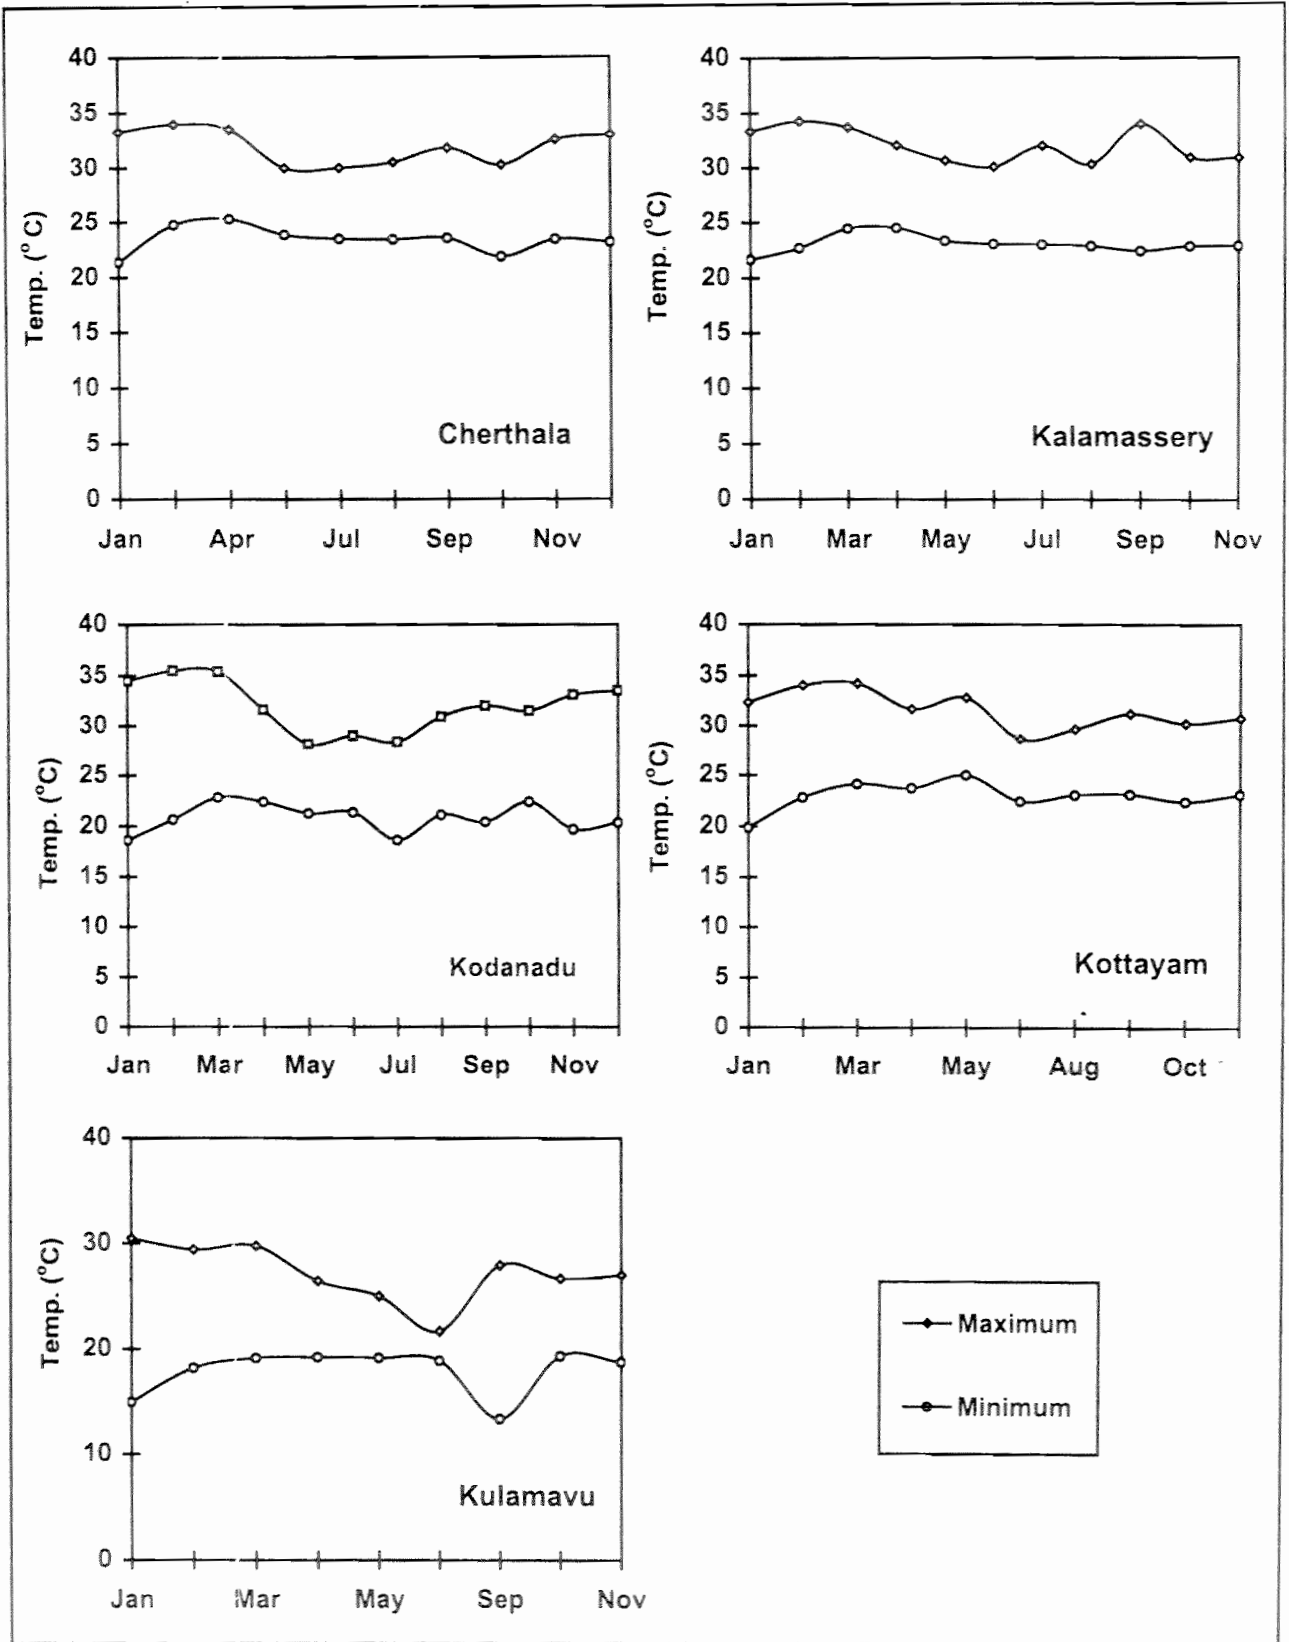 40
35
30
25
20
15
10
5
0
Temp. (°C)
Cherthala
Jan Apr Jul Sep Nov
40
35
30
25
20
15
10
5
0
Temp. (°C)
Kalamassery
Jan Mar May Jul Sep Nov
40
35
30
25
20
15
10
5
0
Temp. (°C)
Kodanadu
Jan Mar May Jul Sep Nov
40
35
30
25
20
15
10
5
0
Temp. (°C)
Kottayam
Jan Mar May Aug Oct
40
30
20
10
0
Temp. (°C)
Kulamavu
Jan Mar May Sep Nov
Maximum
Minimum